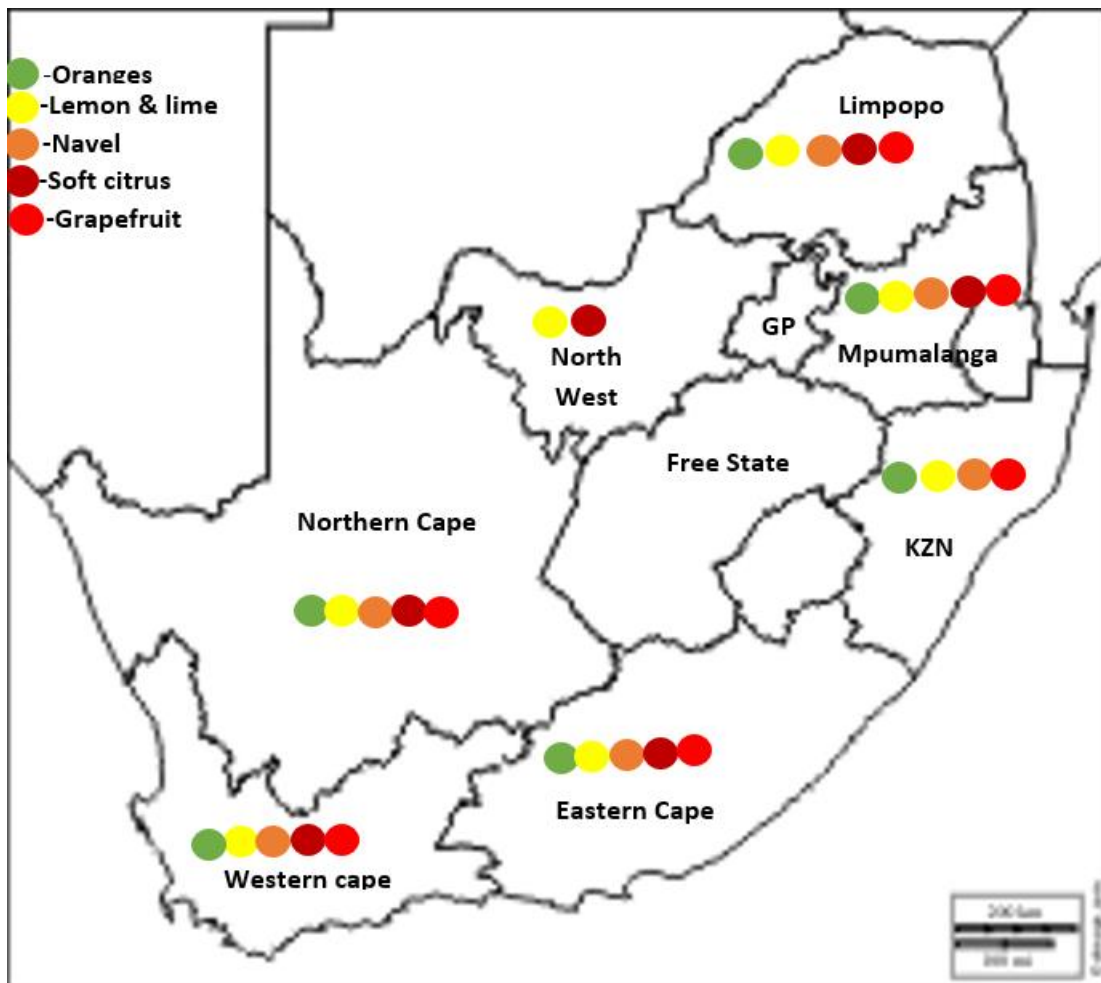 -Oranges
-Lemon & lime
-Navel
-Soft citrus
-Grapefruit
Limpopo
GP
Mpumalanga
North
West
Free State
Northern Cape
KZN
Eastern Cape
Western cape